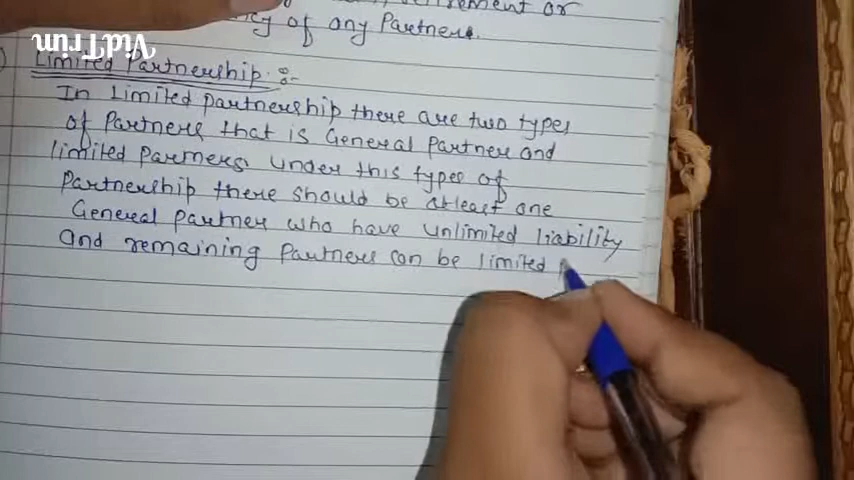 or
of any Partners.
VidTrim
Limited Partnership :-
In Limited partnership there are two types
of Partners that is General Partner and
limited Partners. Under this types of
Partnership there should be atleast one
General partner who have unlimited liability
and remaining Partners can be limited